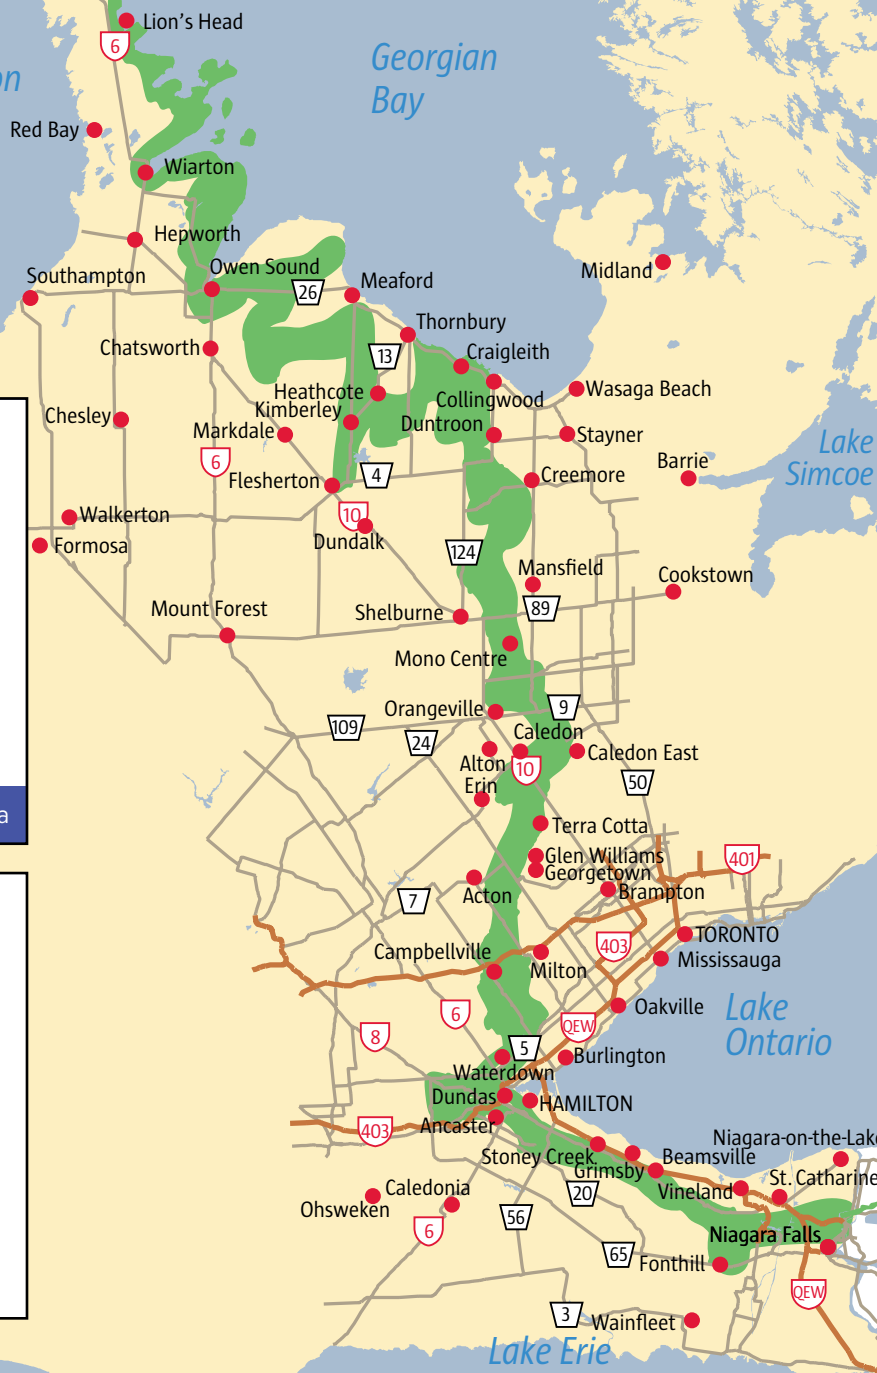 Lion's Head
6
Georgian
Bay
on
Red Bay
Wiarton
Hepworth
Owen Sound
Southampton
Midland
26
Meaford
Thornbury
Chatsworth
13
Craigleith
Heathcote
Collingwood
Wasaga Beach
Kimberley
Chesley
Markdale
Duntroon
Stayner
Lake
Simcoe
6
Barrie
Flesherton
4
Creemore
Walkerton
10
Formosa
Dundalk
124
Mansfield
Cookstown
Mount Forest
Shelburne
89
Mono Centre
Orangeville
9
109
24
Caledon
Alton
10
Caledon East
Erin
50
a
Terra Cotta
Glen Williams
401
Georgetown
Acton
Brampton
7
TORONTO
Campbellville
403
Milton
Mississauga
6
Oakville
Lake
Ontario
8
QEW
5
Burlington
Waterdown
Dundas
HAMILTON
403
Ancaster
Niagara-on-the-Lake
Stoney Creek
Beamsville
Grimsby
St. Catharine
Caledonia
20
Vineland
Ohsweken
56
6
Niagara Falls
65
Fonthill
QEW
3
Wainfleet
Lake Erie